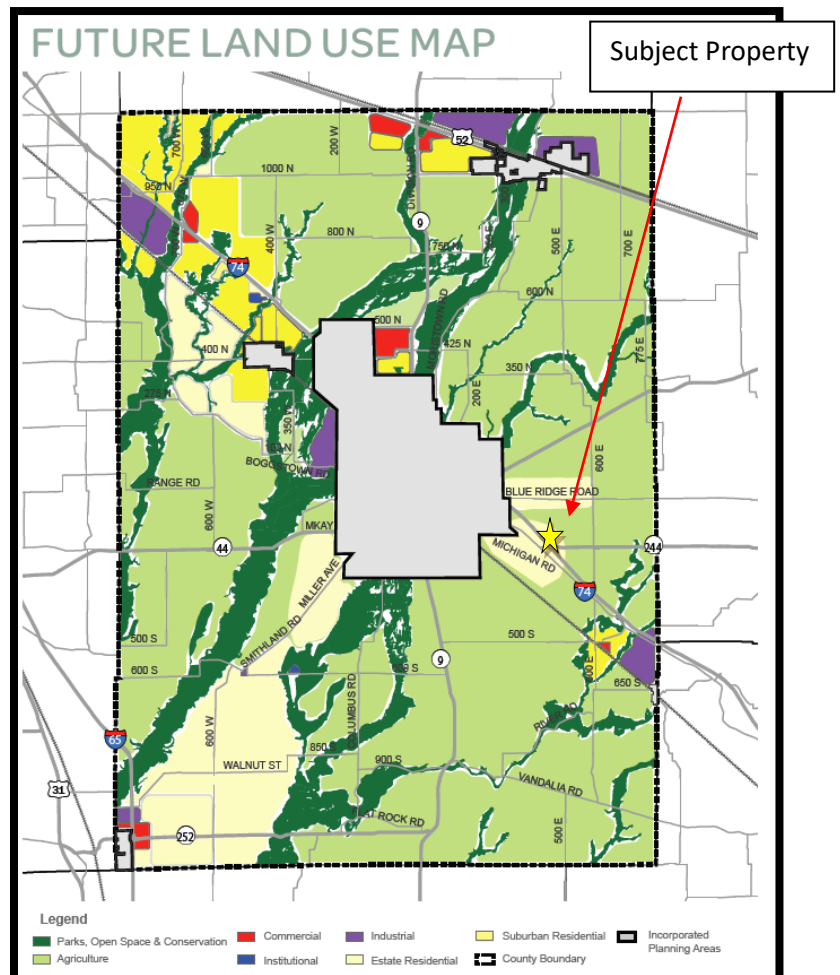 FUTURE LAND USE MAP
Subject Property
52
700 W
200 W
1000 N
950 N
9
800 N
400 W
750 N
500 E
700 E
74
600 N
500 N
425 N
400 N
350 N
775 E
275 N
200 E
350 W
RANGE RD
BOGGSTOWN RD
600 E
BLUE RIDGE ROAD
600 W
MKAY
44
MICHIGAN RD
244
MILLER AVE
74
SMITHLAND RD
500 S
500 S
600 S
9
650 S
COLUMBUS RD
600 W
65
850 S
RIVER RD
WALNUT ST
900 S
VANDALIA RD
31
252
500 E
Legend
Parks, Open Space & Conservation
Commercial
Industrial
Suburban Residential
Incorporated
Planning Areas
Agriculture
Institutional
Estate Residential
County Boundary